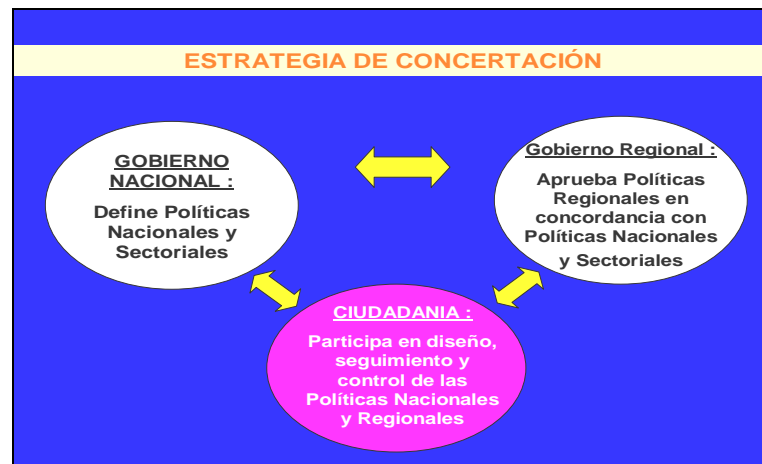 ESTRATEGIA DE CONCERTACIÓN
GOBIERNO
NACIONAL :
Define Políticas
Nacionales y
Sectoriales
Gobierno Regional :
Aprueba Políticas
Regionales en
concordancia con
Políticas Nacionales
y Sectoriales
CIUDADANIA :
Participa en diseño,
seguimiento y
control de las
Políticas Nacionales
y Regionales